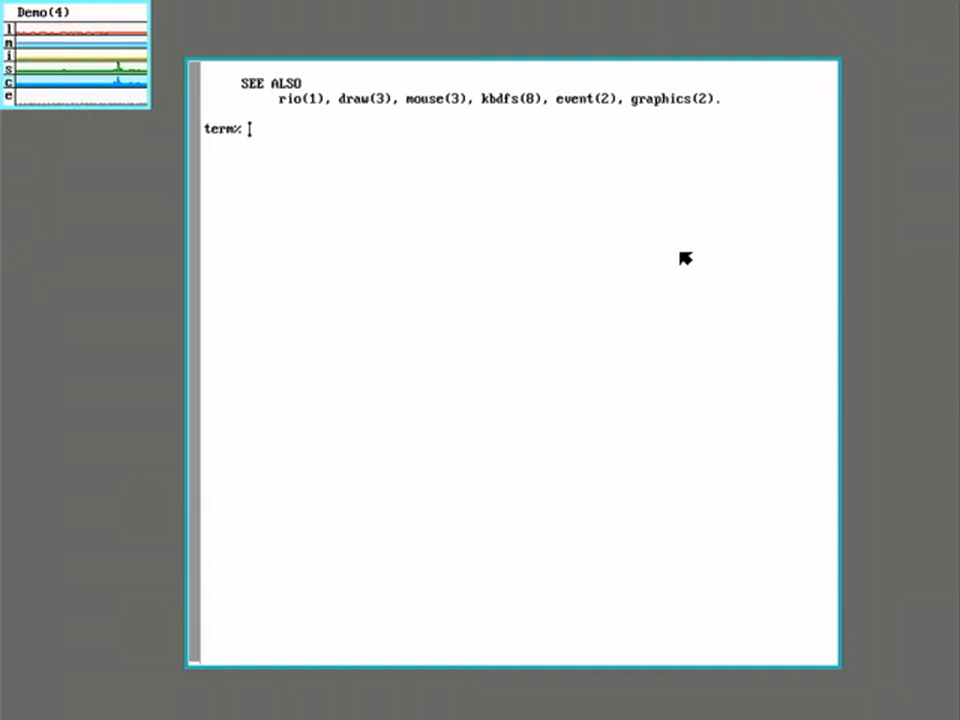 Demo(4)
l
m
i
s
c
e
SEE ALSO
rio(1), draw(3), mouse(3), kbdfs(8), event(2), graphics(2).
term%